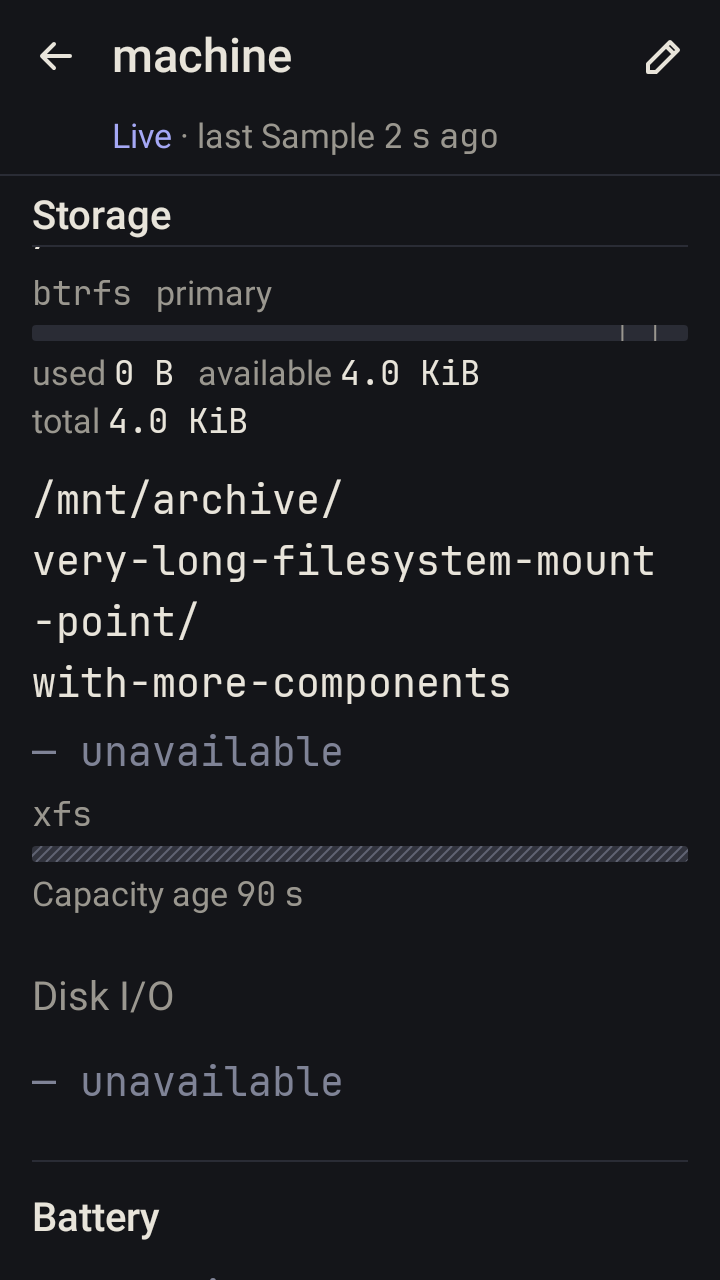 machine
Live · last Sample 2 s ago
Storage
btrfs primary
used 0 B available 4.0 KiB
total 4.0 KiB
/mnt/archive/
very-long-filesystem-mount
-point/
with-more-components
— unavailable
xfs
Capacity age 90 s
Disk I/O
— unavailable
Battery